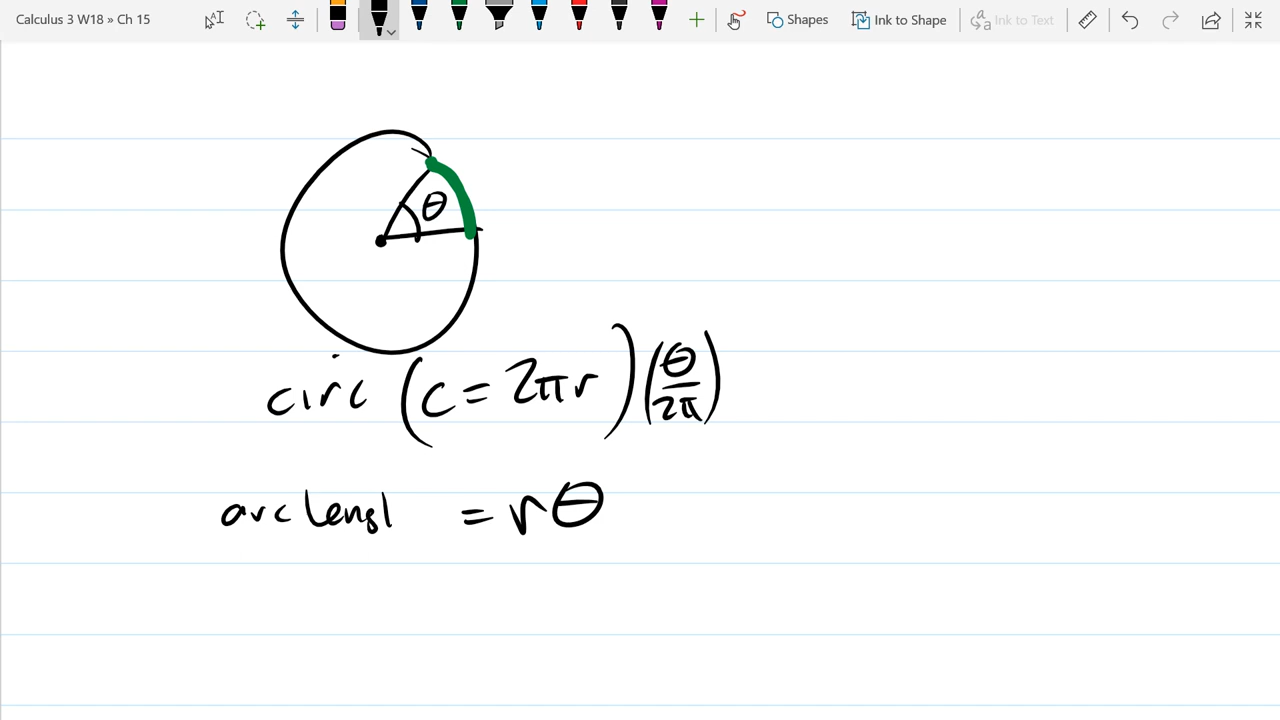 Calculus 3 W18 » Ch 15
Shapes
Ink to Shape
Ink to Text
θ
circ (c = 2πr)(θ/2π)
arc lengl = rθ